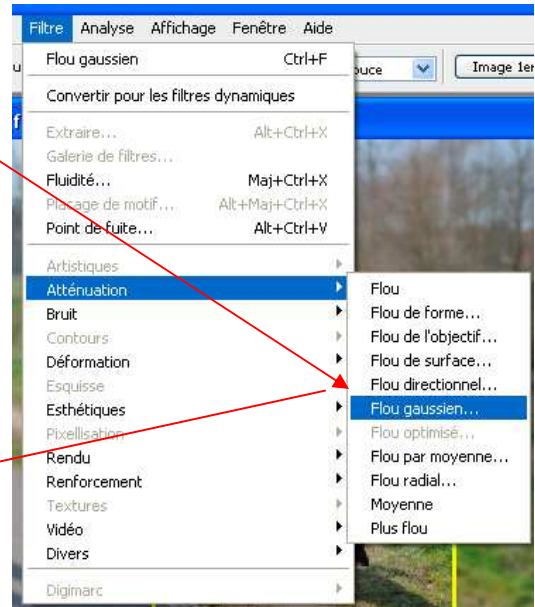 Filtre Analyse Affichage Fenêtre Aide
Flou gaussien Ctrl+F
Image 1er
Convertir pour les filtres dynamiques
Extraire... Alt+Ctrl+X
Galerie de filtres...
Fluidité... Maj+Ctrl+X
Placage de motif... Alt+Maj+Ctrl+X
Point de fuite... Alt+Ctrl+V
Artistiques
Atténuation
Bruit
Contours
Déformation
Esquisse
Esthétiques
Pixellisation
Rendu
Renforcement
Textures
Vidéo
Divers
Digimarc
Flou
Flou de forme...
Flou de l'objectif...
Flou de surface...
Flou directionnel...
Flou gaussien...
Flou optimisé...
Flou par moyenne...
Flou radial...
Moyenne
Plus flou